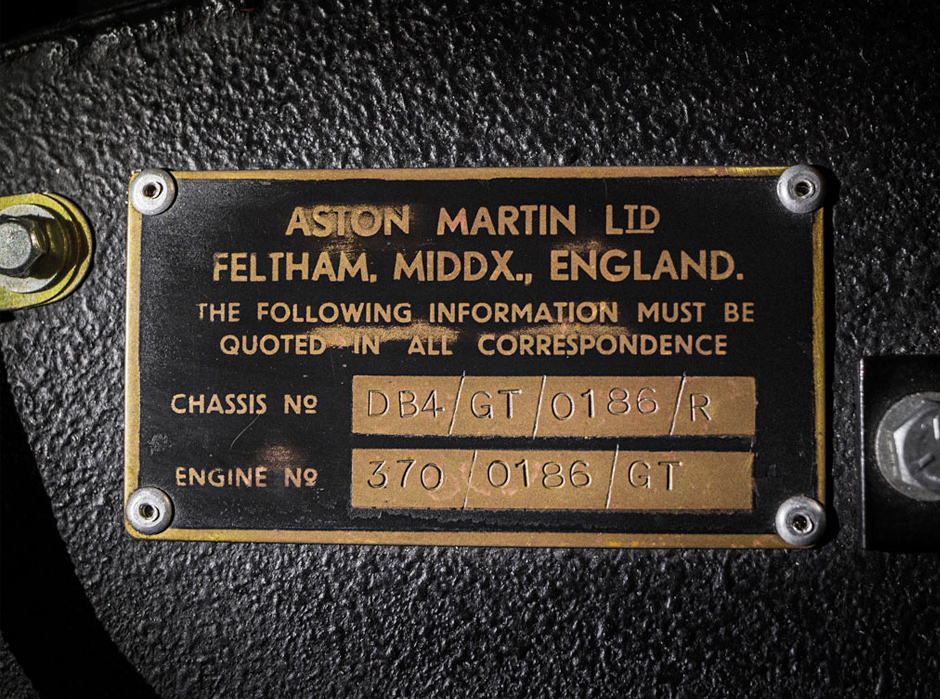 ASTON MARTIN LTD
FELTHAM, MIDDX., ENGLAND.
THE FOLLOWING INFORMATION MUST BE
QUOTED IN ALL CORRESPONDENCE
CHASSIS Nº DB4/GT/0186/R
ENGINE Nº 370/0186/GT